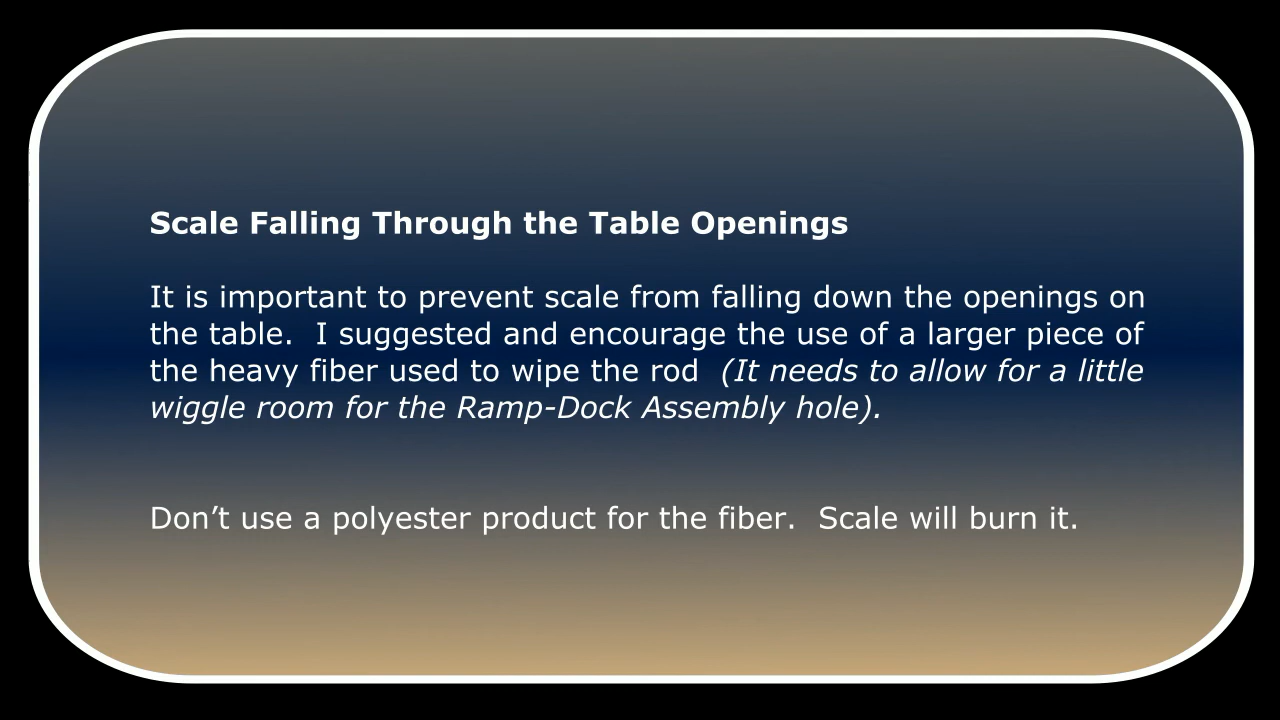 Scale Falling Through the Table Openings
It is important to prevent scale from falling down the openings on
the table.  I suggested and encourage the use of a larger piece of
the heavy fiber used to wipe the rod  (It needs to allow for a little
wiggle room for the Ramp-Dock Assembly hole).
Don’t use a polyester product for the fiber.  Scale will burn it.